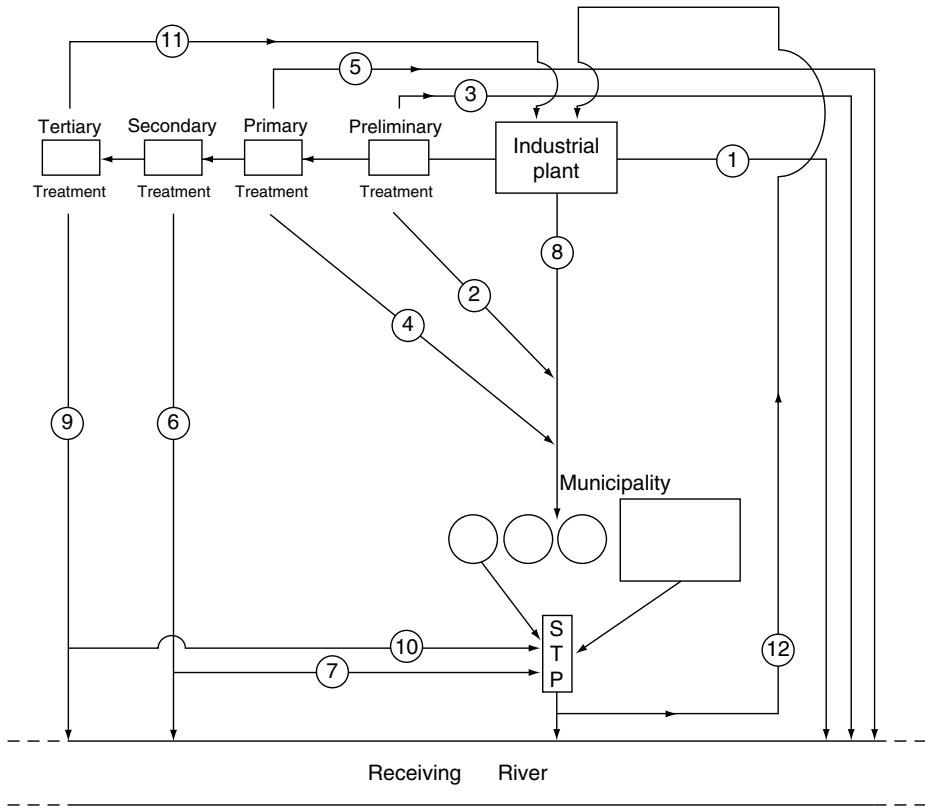 11
5
3
Tertiary
Secondary
Primary
Preliminary
Industrial
plant
1
Treatment
Treatment
Treatment
Treatment
8
2
4
9
6
Municipality
S
T
P
10
7
12
Receiving River